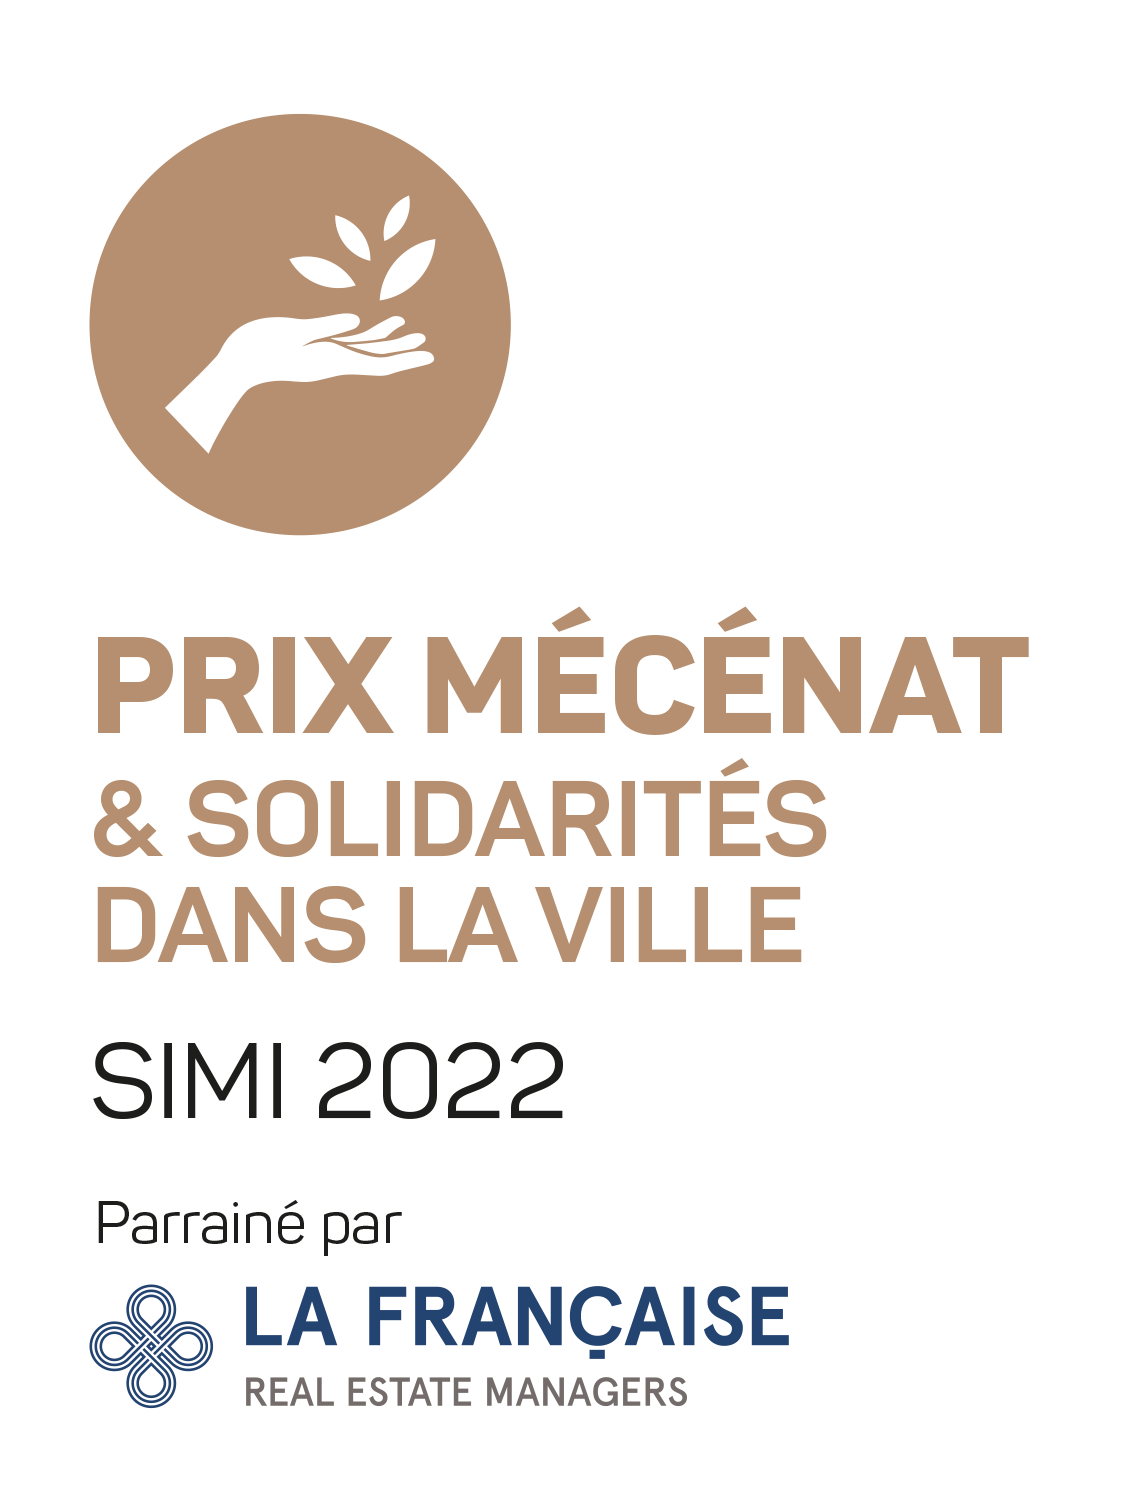 PRIX MÉCÉNAT
& SOLIDARITÉS
DANS LA VILLE
SIMI 2022
Parrainé par
LA FRANÇAISE
REAL ESTATE MANAGERS